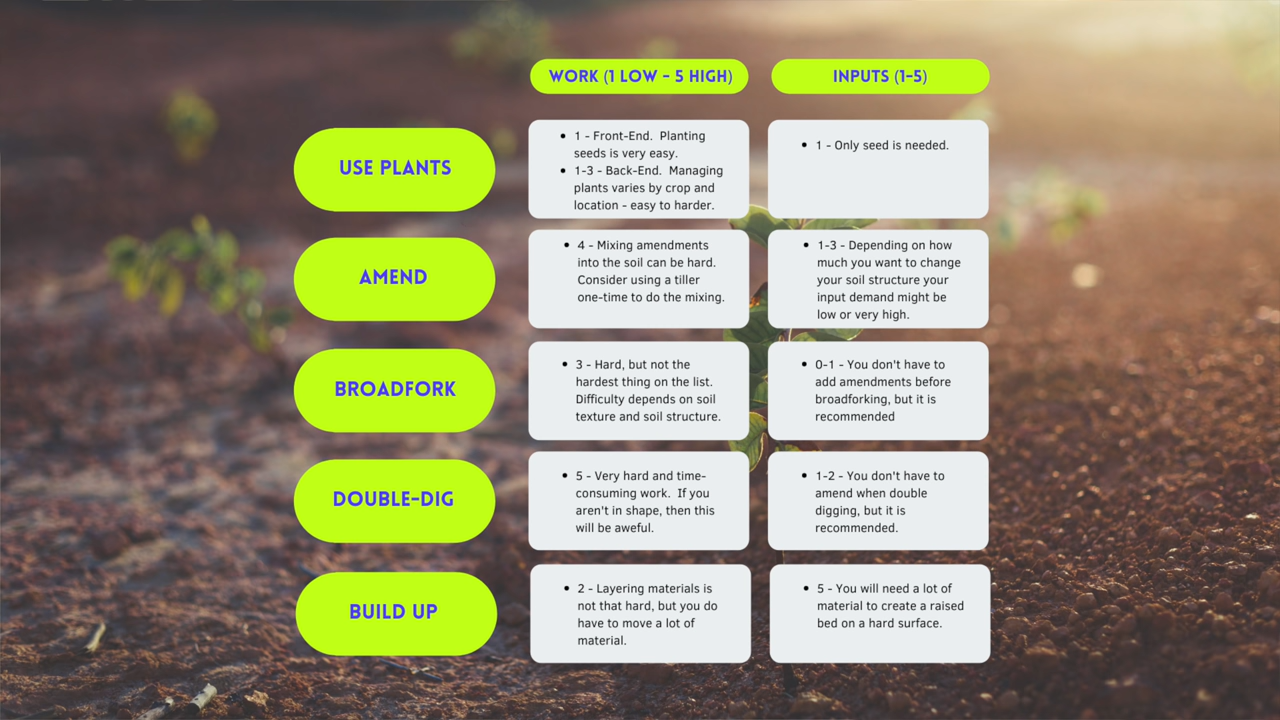 WORK (1 LOW - 5 HIGH)
INPUTS (1-5)
USE PLANTS
• 1 - Front-End.  Planting
seeds is very easy.
• 1-3 - Back-End.  Managing
plants varies by crop and
location - easy to harder.
• 1 - Only seed is needed.
AMEND
• 4 - Mixing amendments
into the soil can be hard.
Consider using a tiller
one-time to do the mixing.
• 1-3 - Depending on how
much you want to change
your soil structure your
input demand might be
low or very high.
BROADFORK
• 3 - Hard, but not the
hardest thing on the list.
Difficulty depends on soil
texture and soil structure.
• 0-1 - You don't have to
add amendments before
broadforking, but it is
recommended
DOUBLE-DIG
• 5 - Very hard and time-
consuming work.  If you
aren't in shape, then this
will be aweful.
• 1-2 - You don't have to
amend when double
digging, but it is
recommended.
BUILD UP
• 2 - Layering materials is
not that hard, but you do
have to move a lot of
material.
• 5 - You will need a lot of
material to create a raised
bed on a hard surface.